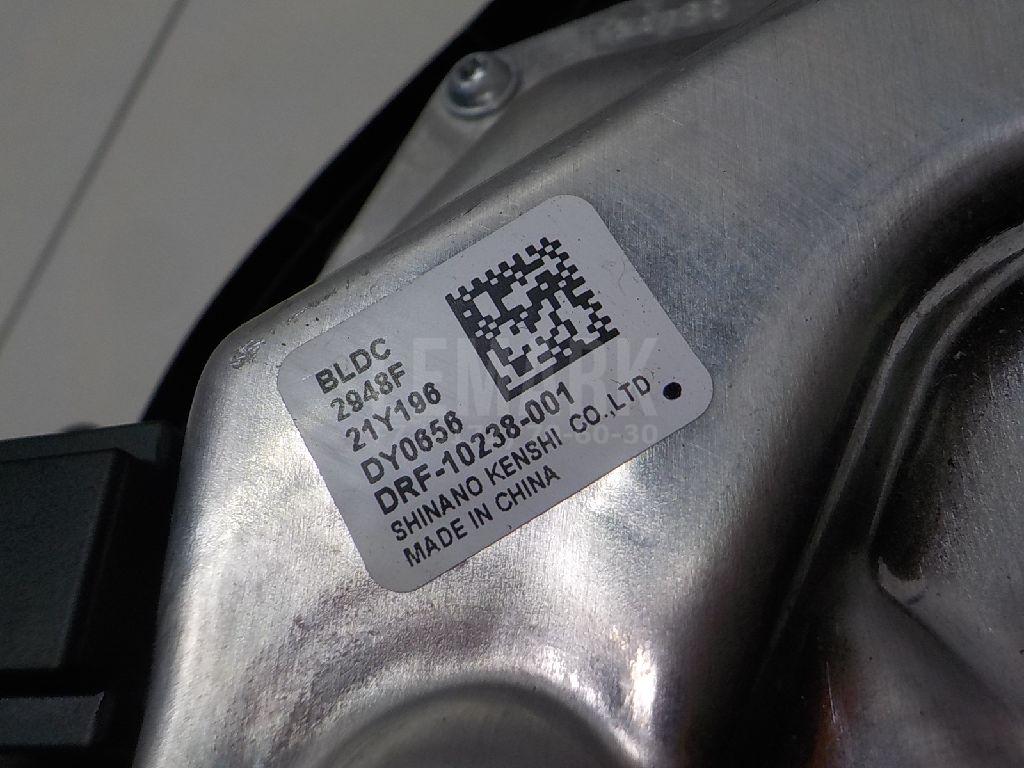 BLDC
2948F
21Y196
DY0656
DRF-10238-001
SHINANO KENSHI CO.,LTD
MADE IN CHINA